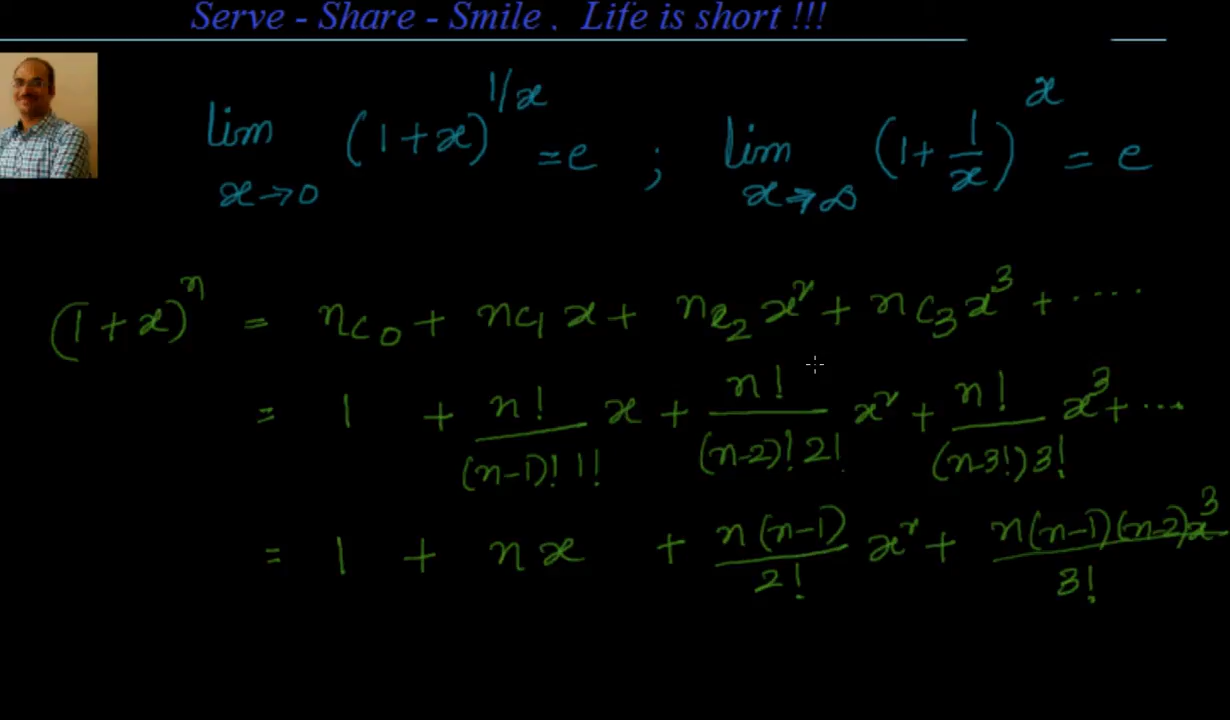 Serve - Share - Smile . Life is short !!!
lim x→0 (1+x)^1/x = e ; lim x→∞ (1+1/x)^x = e
(1+x)^n = nC0 + nC1 x + nC2 x^2 + nC3 x^3 + ....
= 1 + n!/(n-1)! 1! x + n!/(n-2)! 2! x^2 + n!/(n-3!) 3! x^3 + ...
= 1 + nx + n(n-1)/2! x^2 + n(n-1)(n-2)x^3/3!